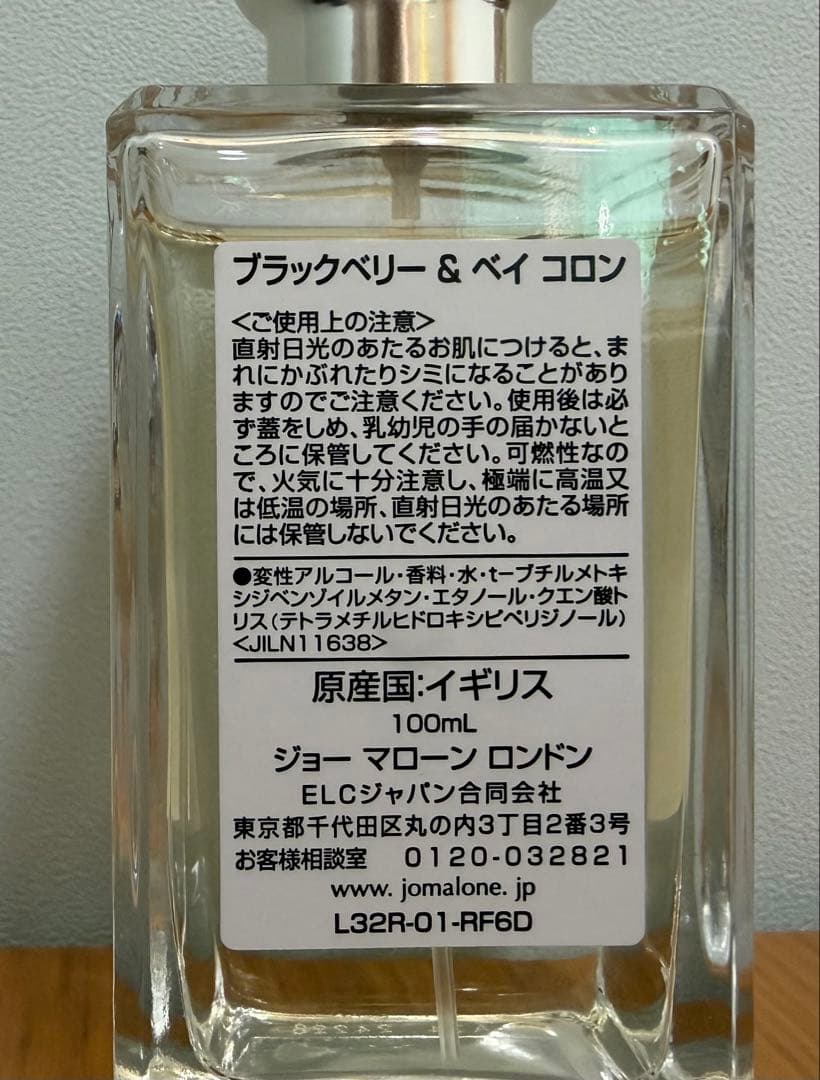 ブラックベリー & ベイ コロン
<ご使用上の注意>
直射日光のあたるお肌につけると、ま
れにかぶれたりシミになることがあり
ますのでご注意ください。使用後は必
ず蓋をしめ、乳幼児の手の届かないと
ころに保管してください。可燃性なの
で、火気に十分注意し、極端に高温又
は低温の場所、直射日光のあたる場所
には保管しないでください。
●変性アルコール・香料・水・t-ブチルメトキ
シジベンゾイルメタン・エタノール・クエン酸ト
リス(テトラメチルヒドロキシピペリジノール)
<JILN11638>
原産国:イギリス
100mL
ジョー マローン ロンドン
ELCジャパン合同会社
東京都千代田区丸の内3丁目2番3号
お客様相談室 0120-032821
www. jomalone. jp
L32R-01-RF6D